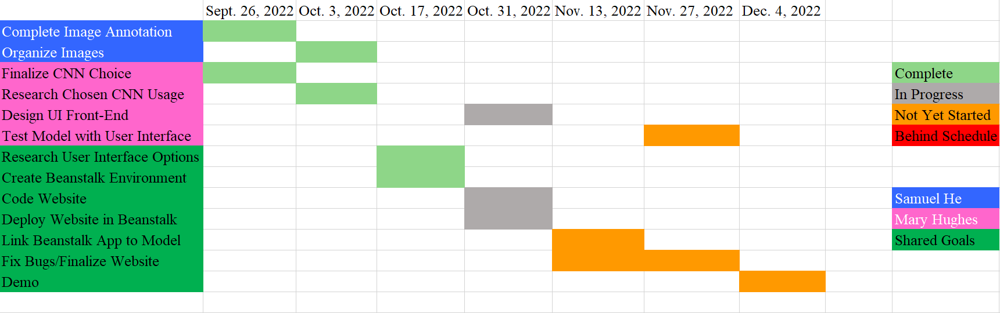 Sept. 26, 2022 Oct. 3, 2022 Oct. 17, 2022 Oct. 31, 2022 Nov. 13, 2022 Nov. 27, 2022 Dec. 4, 2022
Complete Image Annotation
Organize Images
Finalize CNN Choice Complete
Research Chosen CNN Usage In Progress
Design UI Front-End Not Yet Started
Test Model with User Interface Behind Schedule
Research User Interface Options
Create Beanstalk Environment
Code Website Samuel He
Deploy Website in Beanstalk Mary Hughes
Link Beanstalk App to Model Shared Goals
Fix Bugs/Finalize Website
Demo